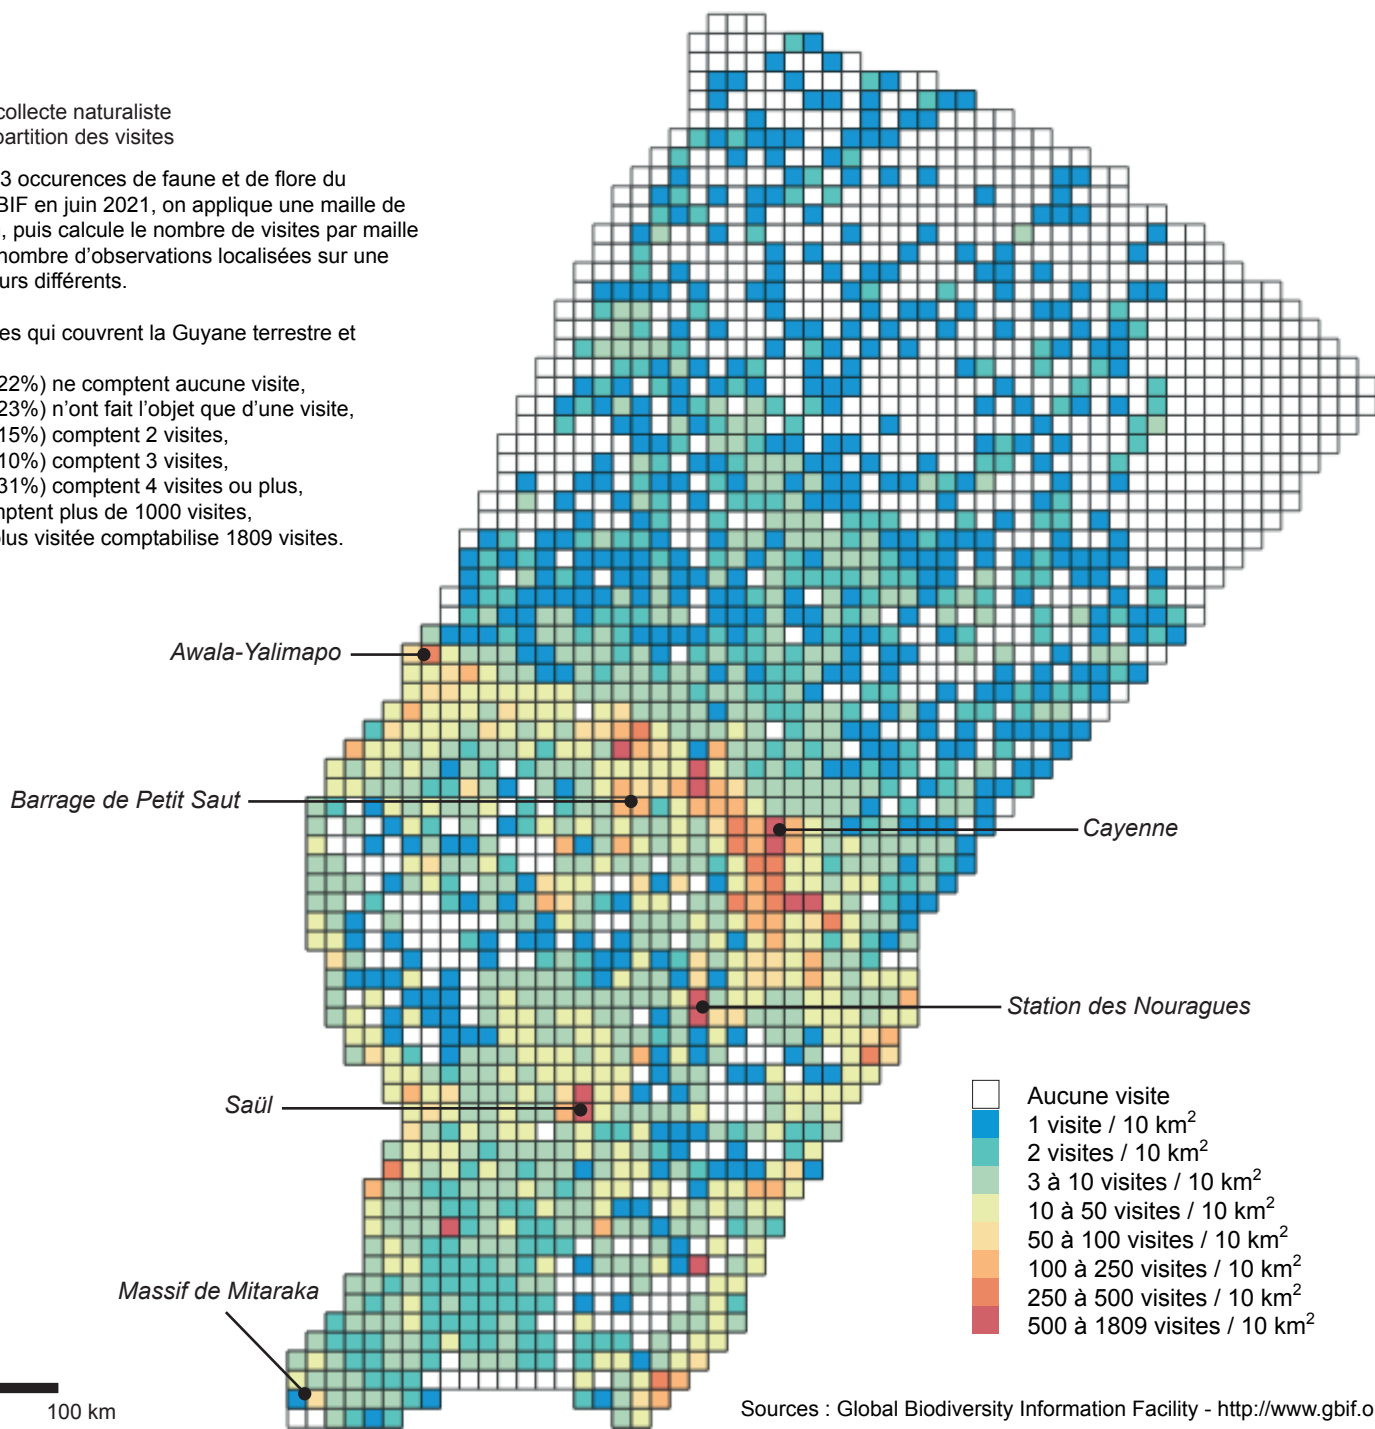 collecte naturaliste
partition des visites
3 occurences de faune et de flore du
BIF en juin 2021, on applique une maille de
, puis calcule le nombre de visites par maille
nombre d'observations localisées sur une
urs différents.
es qui couvrent la Guyane terrestre et
22%) ne comptent aucune visite,
23%) n'ont fait l'objet que d'une visite,
15%) comptent 2 visites,
10%) comptent 3 visites,
31%) comptent 4 visites ou plus,
mptent plus de 1000 visites,
plus visitée comptabilise 1809 visites.
Awala-Yalimapo
Barrage de Petit Saut
Cayenne
Station des Nouragues
Saül
Massif de Mitaraka
Aucune visite
1 visite / 10 km²
2 visites / 10 km²
3 à 10 visites / 10 km²
10 à 50 visites / 10 km²
50 à 100 visites / 10 km²
100 à 250 visites / 10 km²
250 à 500 visites / 10 km²
500 à 1809 visites / 10 km²
100 km
Sources : Global Biodiversity Information Facility - http://www.gbif.o